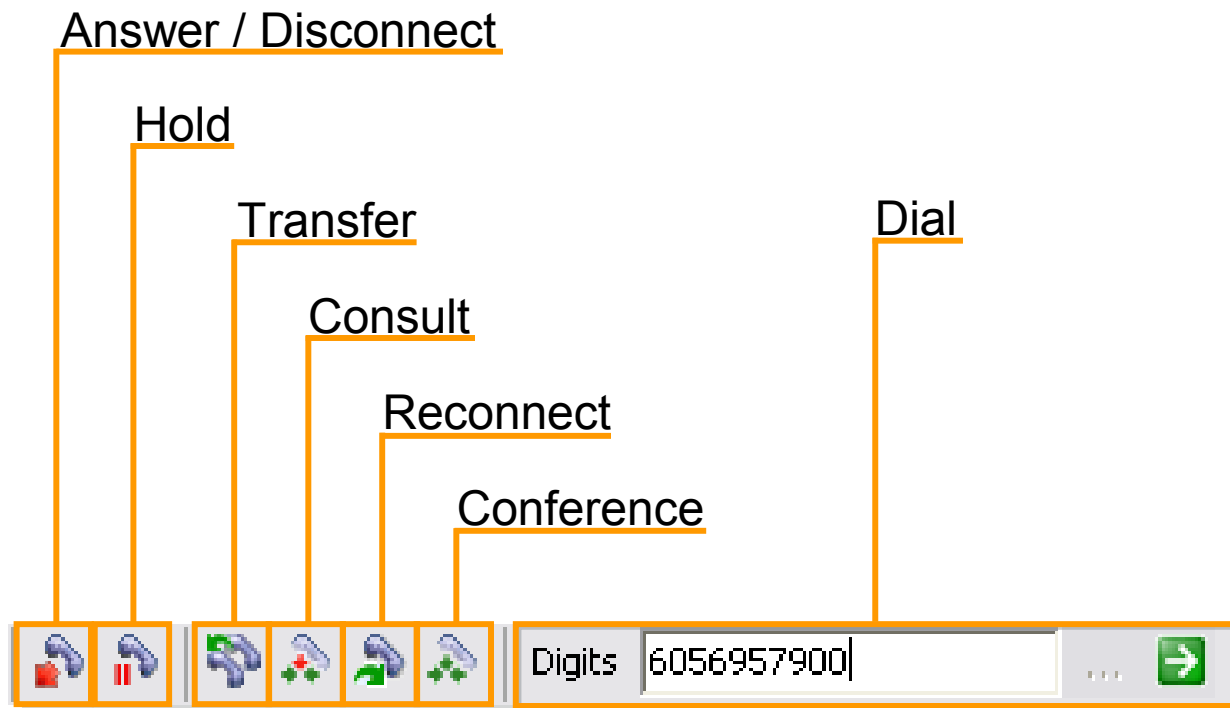 Answer / Disconnect
Hold
Transfer
Dial
Consult
Reconnect
Conference
Digits 6056957900 ...